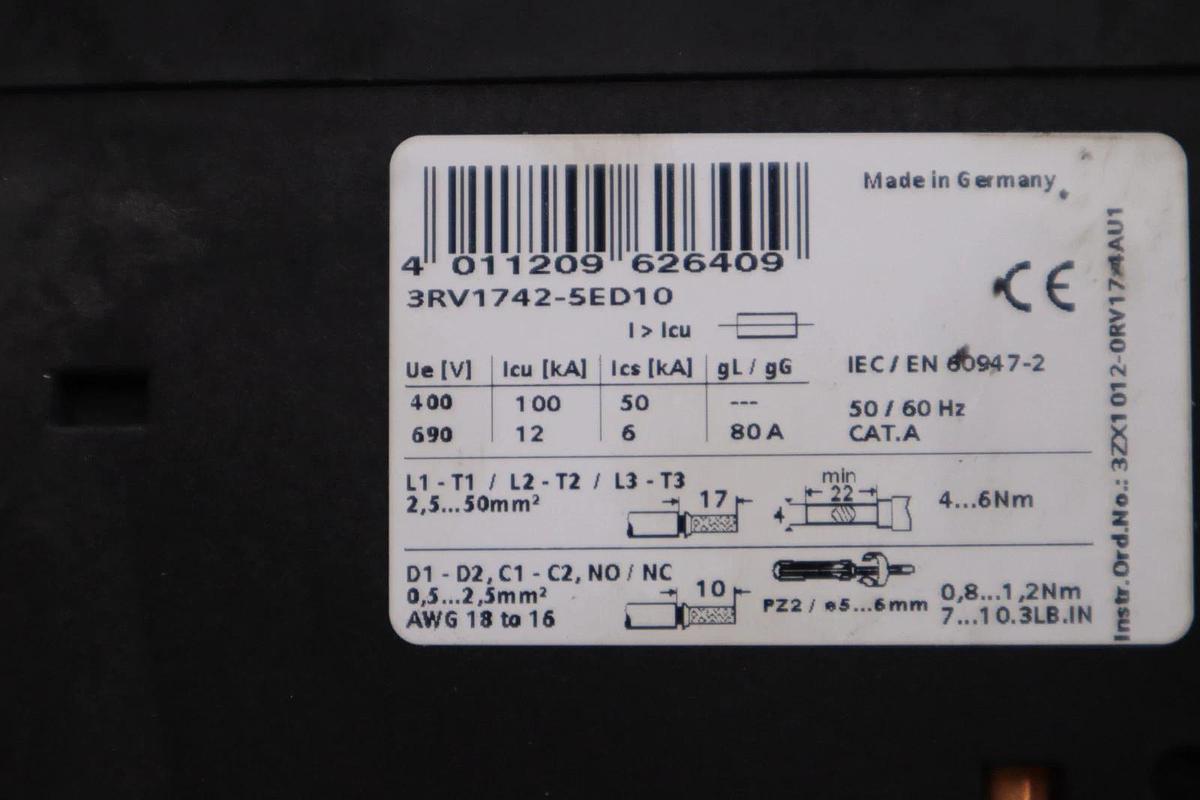 Made in Germany
4 011209 626409
3RV1742-5ED10
I > Icu
CE
Ue [V] Icu [kA] Ics [kA] gL / gG IEC / EN 60947-2
400 100 50 --- 50 / 60 Hz
690 12 6 80 A CAT.A
L1 - T1 / L2 - T2 / L3 - T3
2,5...50mm²
17
min
22
4
4...6Nm
D1 - D2, C1 - C2, NO / NC
0,5...2,5mm²
AWG 18 to 16
10
PZ2 / ø5...6mm
0,8...1,2Nm
7...10.3LB.IN
Instr.Ord.No.: 3ZX1012-0RV174AU1